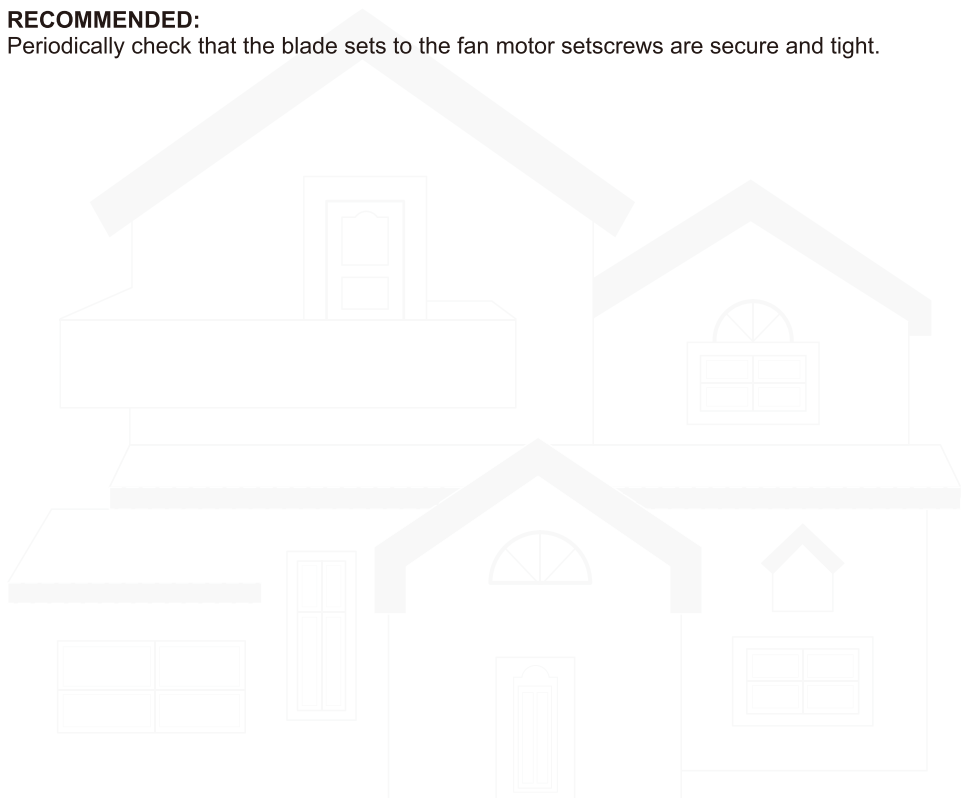 RECOMMENDED:
Periodically check that the blade sets to the fan motor setscrews are secure and tight.